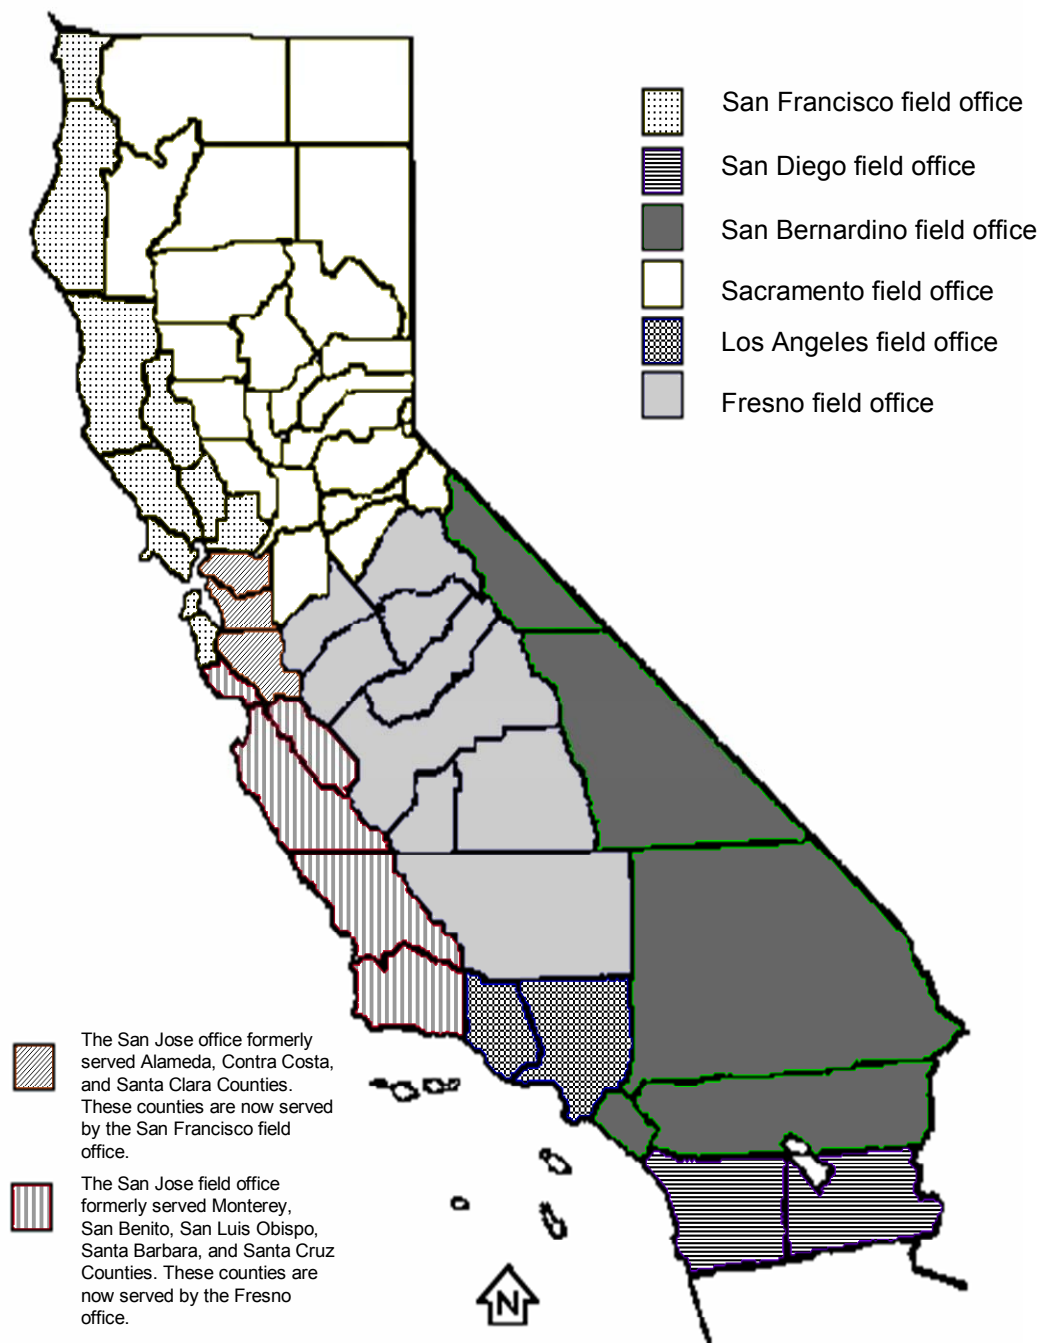 San Francisco field office
San Diego field office
San Bernardino field office
Sacramento field office
Los Angeles field office
Fresno field office
The San Jose office formerly
served Alameda, Contra Costa,
and Santa Clara Counties.
These counties are now served
by the San Francisco field
office.
The San Jose field office
formerly served Monterey,
San Benito, San Luis Obispo,
Santa Barbara, and Santa Cruz
Counties. These counties are
now served by the Fresno
office.
N